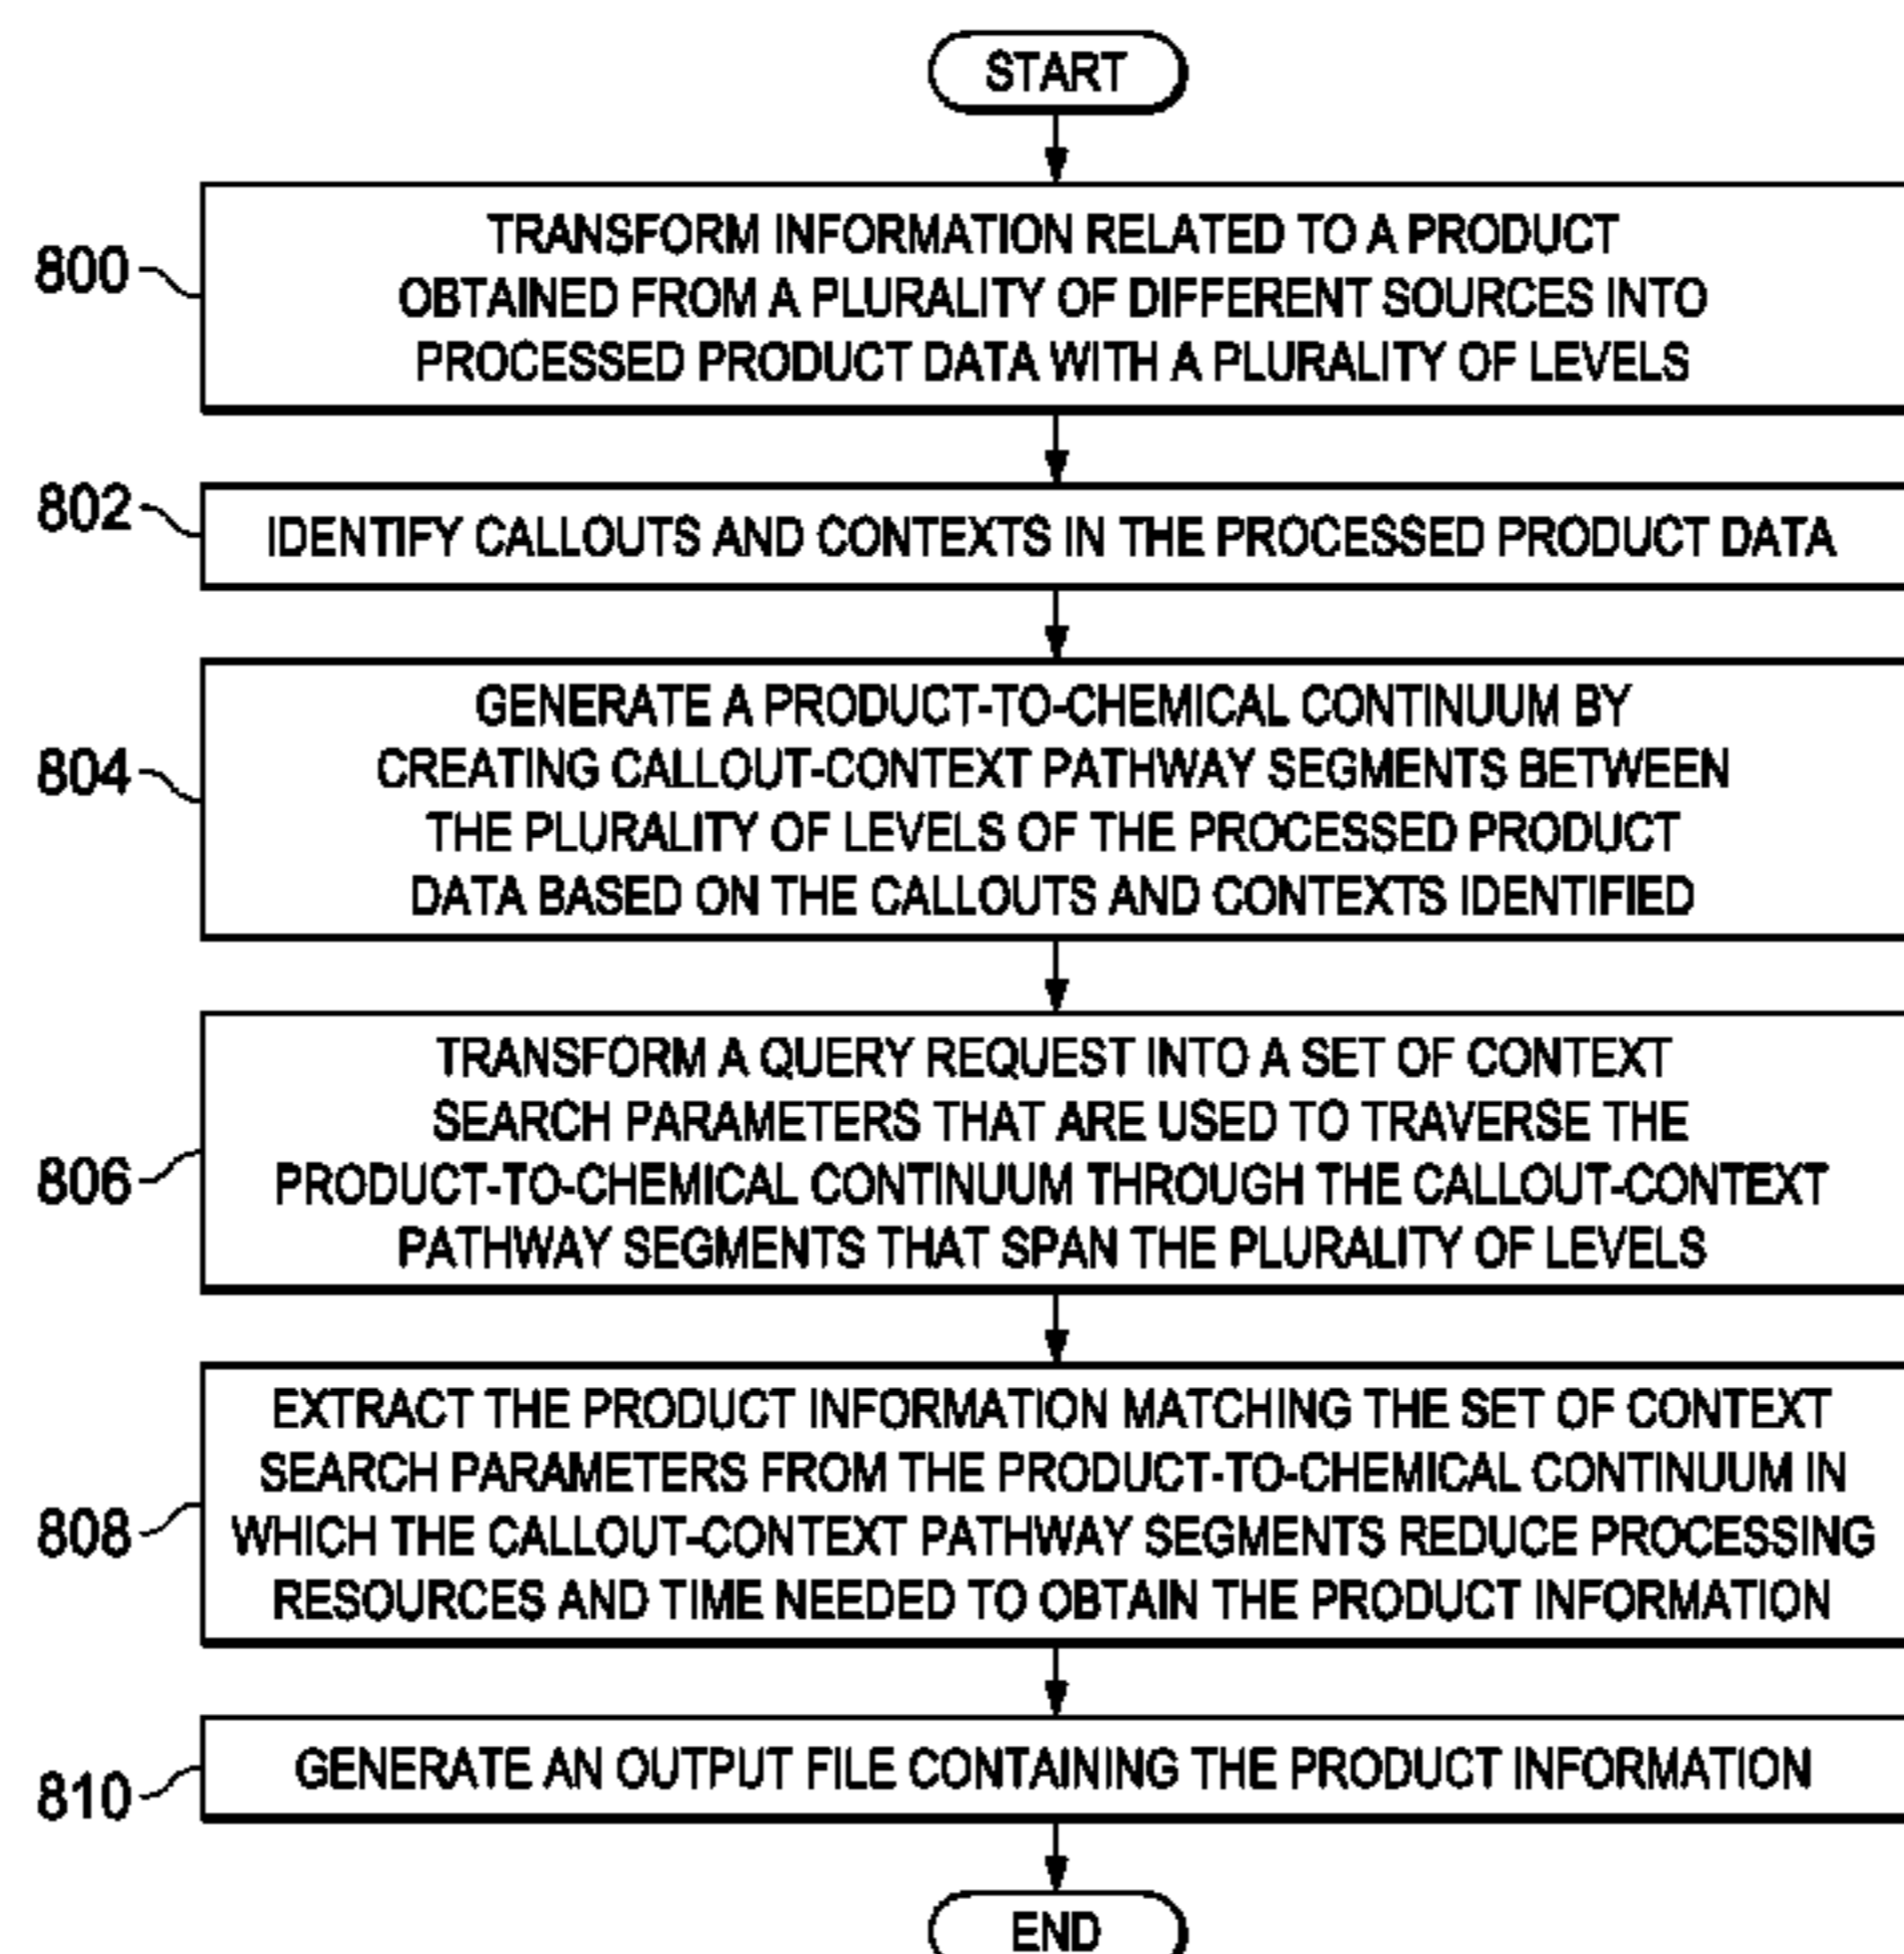 START
800
TRANSFORM INFORMATION RELATED TO A PRODUCT
OBTAINED FROM A PLURALITY OF DIFFERENT SOURCES INTO
PROCESSED PRODUCT DATA WITH A PLURALITY OF LEVELS
802
IDENTIFY CALLOUTS AND CONTEXTS IN THE PROCESSED PRODUCT DATA
804
GENERATE A PRODUCT-TO-CHEMICAL CONTINUUM BY
CREATING CALLOUT-CONTEXT PATHWAY SEGMENTS BETWEEN
THE PLURALITY OF LEVELS OF THE PROCESSED PRODUCT
DATA BASED ON THE CALLOUTS AND CONTEXTS IDENTIFIED
806
TRANSFORM A QUERY REQUEST INTO A SET OF CONTEXT
SEARCH PARAMETERS THAT ARE USED TO TRAVERSE THE
PRODUCT-TO-CHEMICAL CONTINUUM THROUGH THE CALLOUT-CONTEXT
PATHWAY SEGMENTS THAT SPAN THE PLURALITY OF LEVELS
808
EXTRACT THE PRODUCT INFORMATION MATCHING THE SET OF CONTEXT
SEARCH PARAMETERS FROM THE PRODUCT-TO-CHEMICAL CONTINUUM IN
WHICH THE CALLOUT-CONTEXT PATHWAY SEGMENTS REDUCE PROCESSING
RESOURCES AND TIME NEEDED TO OBTAIN THE PRODUCT INFORMATION
810
GENERATE AN OUTPUT FILE CONTAINING THE PRODUCT INFORMATION
END